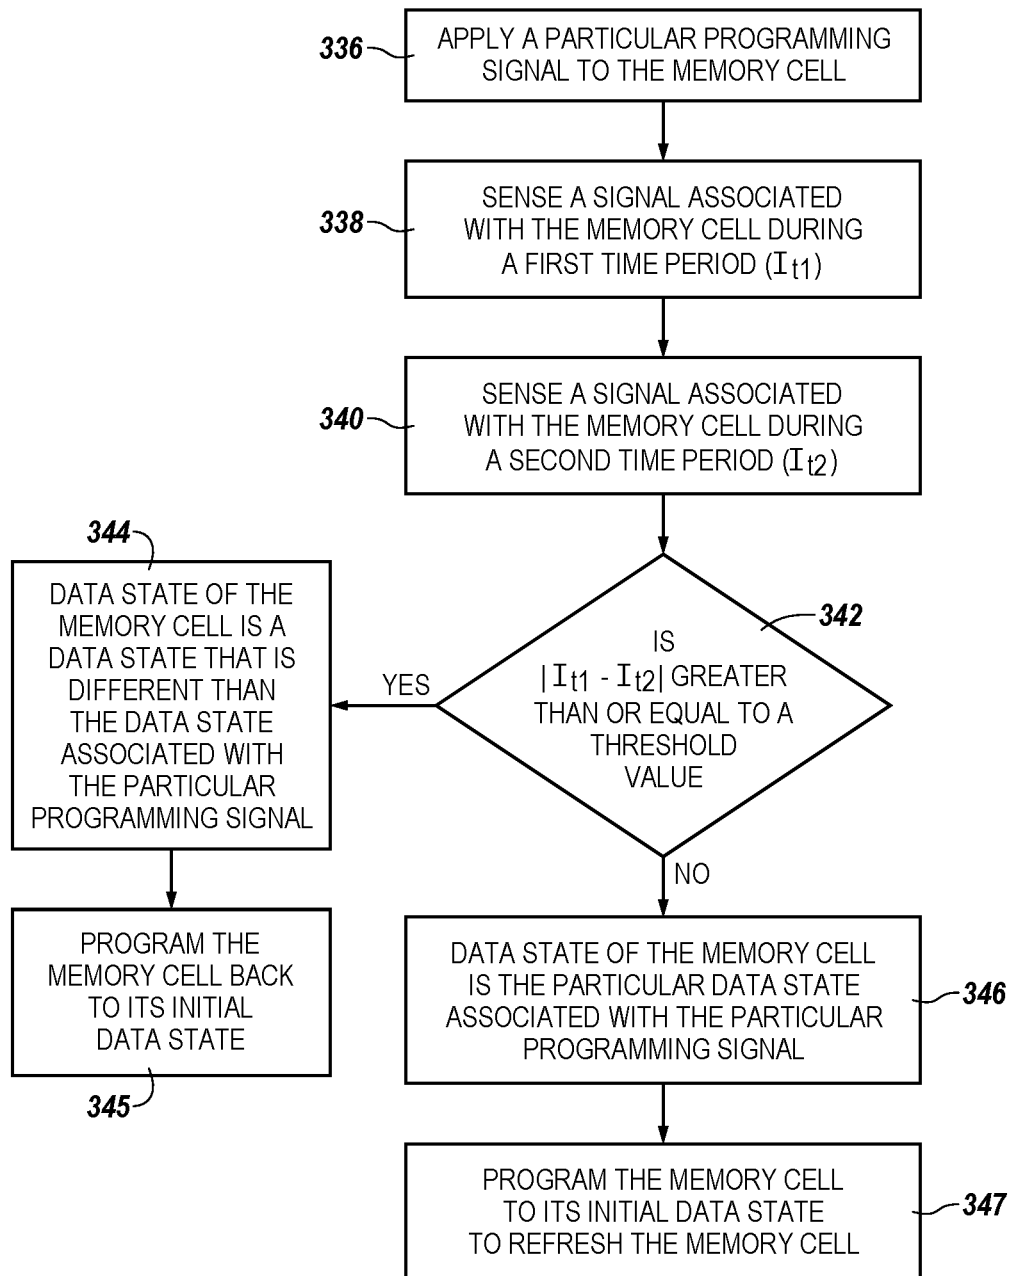 336
APPLY A PARTICULAR PROGRAMMING
SIGNAL TO THE MEMORY CELL
338
SENSE A SIGNAL ASSOCIATED
WITH THE MEMORY CELL DURING
A FIRST TIME PERIOD (It1)
340
SENSE A SIGNAL ASSOCIATED
WITH THE MEMORY CELL DURING
A SECOND TIME PERIOD (It2)
342
IS
|It1 - It2| GREATER
THAN OR EQUAL TO A
THRESHOLD
VALUE
YES
344
DATA STATE OF THE
MEMORY CELL IS A
DATA STATE THAT IS
DIFFERENT THAN
THE DATA STATE
ASSOCIATED WITH
THE PARTICULAR
PROGRAMMING SIGNAL
PROGRAM THE
MEMORY CELL BACK
TO ITS INITIAL
DATA STATE
345
NO
DATA STATE OF THE MEMORY CELL
IS THE PARTICULAR DATA STATE
ASSOCIATED WITH THE PARTICULAR
PROGRAMMING SIGNAL
346
PROGRAM THE MEMORY CELL
TO ITS INITIAL DATA STATE
TO REFRESH THE MEMORY CELL
347